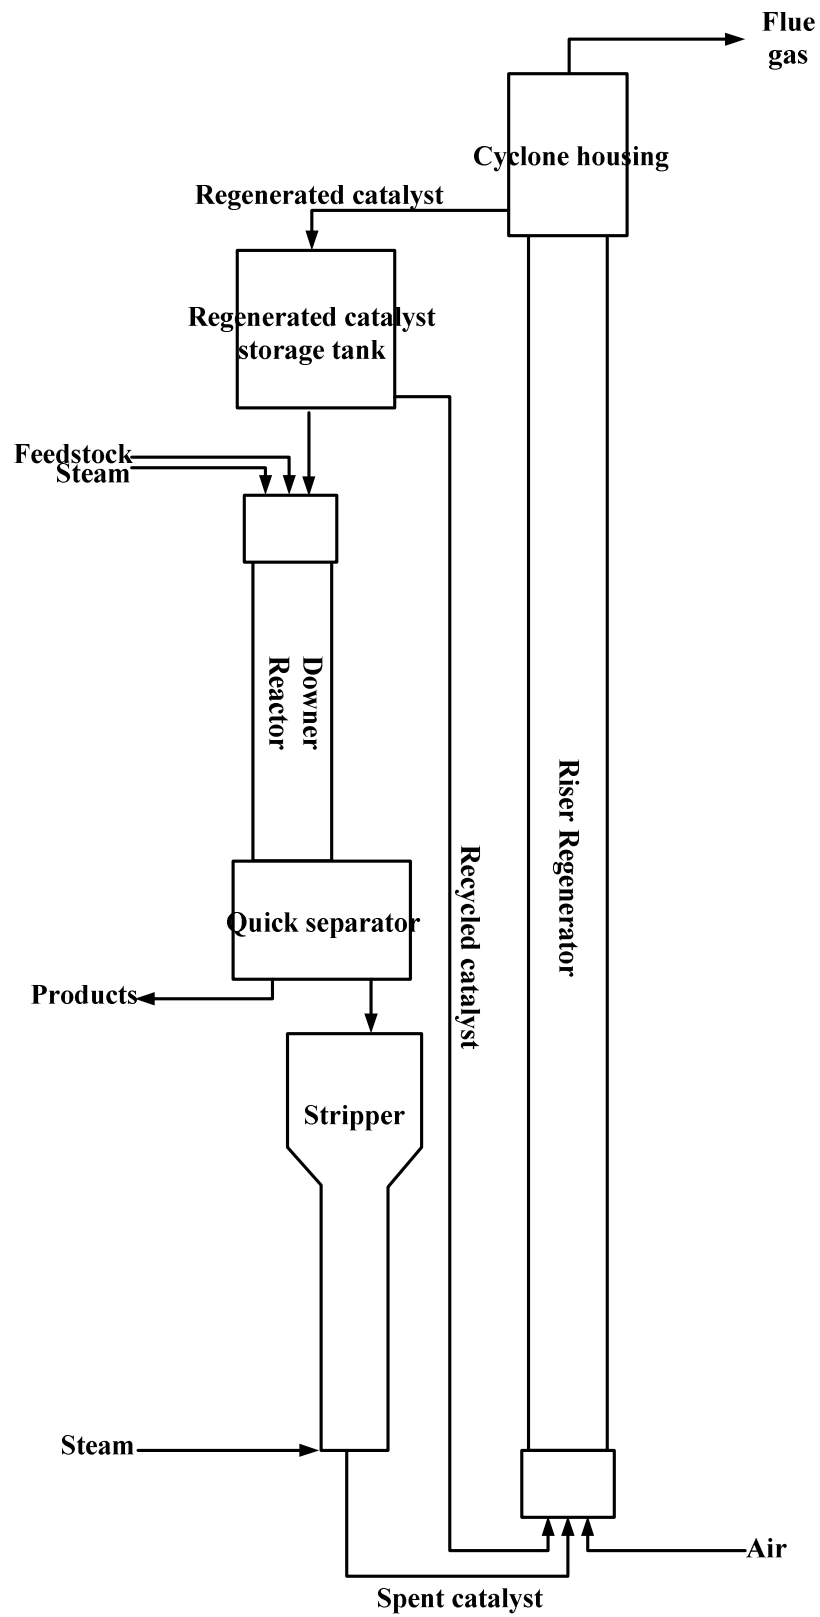 Flue
gas
Cyclone housing
Regenerated catalyst
Regenerated catalyst
storage tank
Feedstock
Steam
Downer
Reactor
Riser Regenerator
Recycled catalyst
Quick separator
Products
Stripper
Steam
Air
Spent catalyst